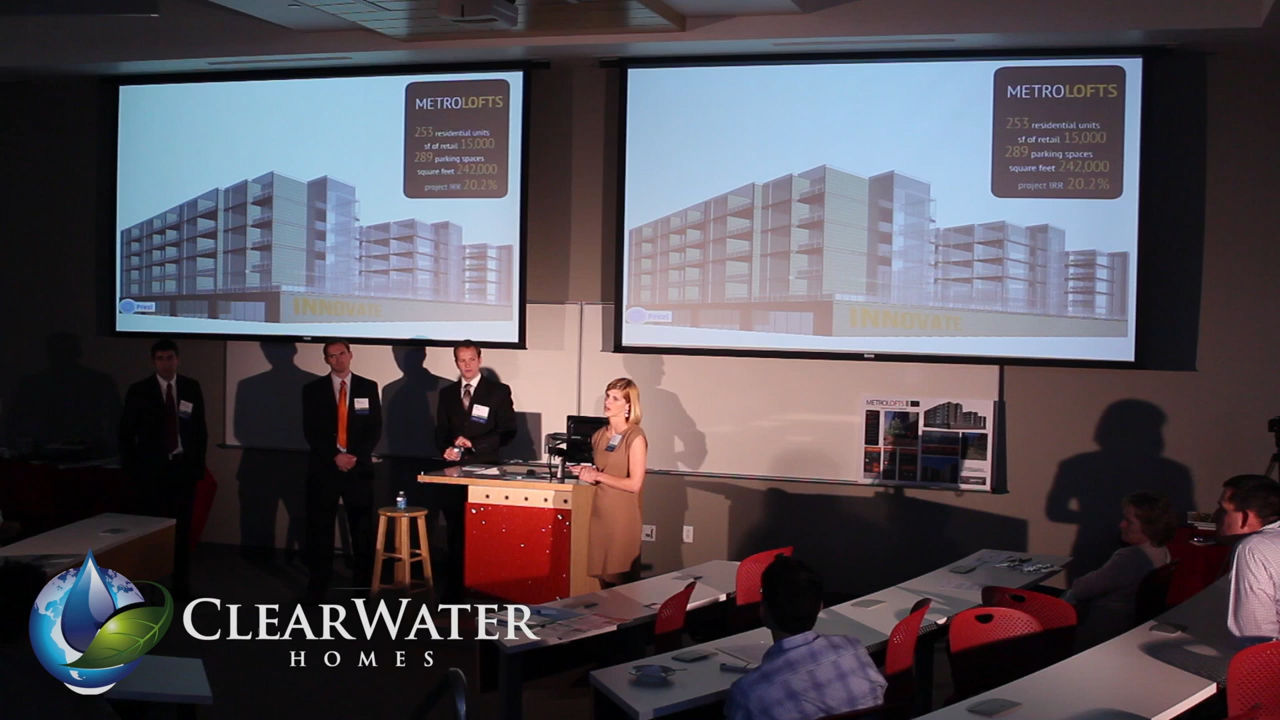 METROLOFTS
253 residential units
sf of retail 15,000
289 parking spaces
square feet 242,000
project IRR 20.2%
INNOVATE
Prezi
METROLOFTS
253 residential units
sf of retail 15,000
289 parking spaces
square feet 242,000
project IRR 20.2%
INNOVATE
Prezi
METROLOFTS
CLEARWATER
HOMES